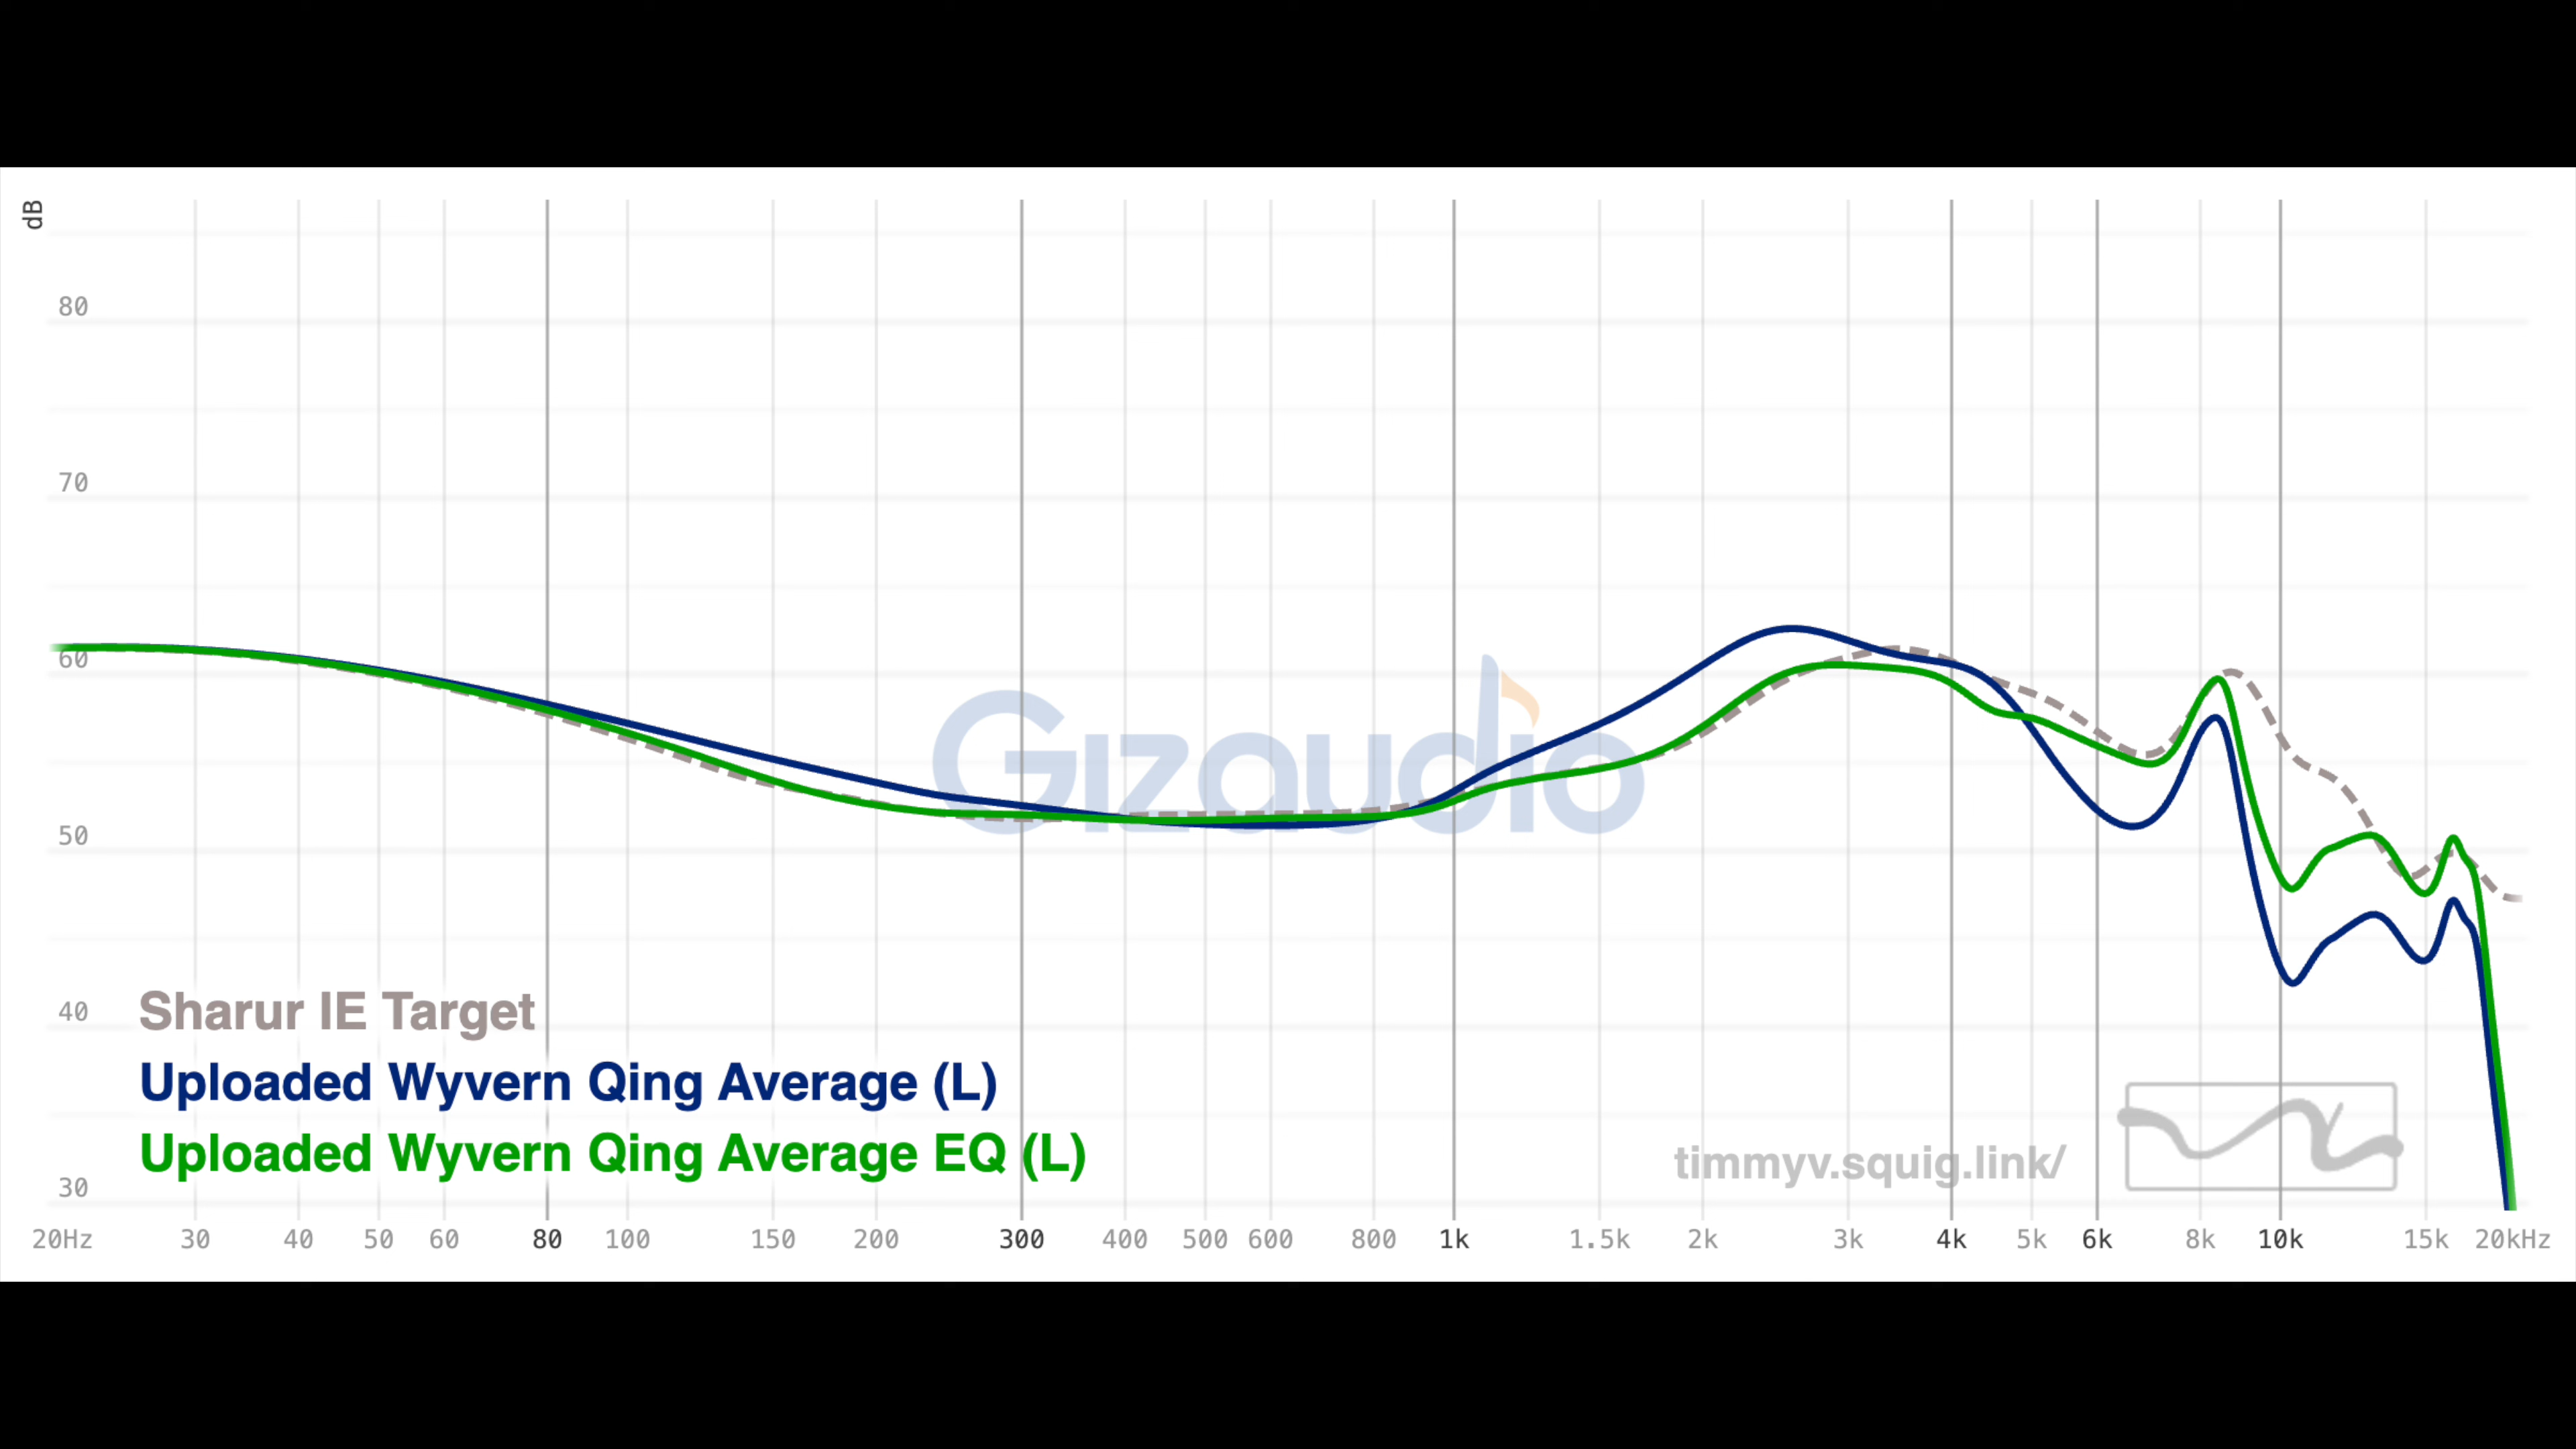 dB
80
70
60
50
40
30
Gizaudio
Sharur IE Target
Uploaded Wyvern Qing Average (L)
Uploaded Wyvern Qing Average EQ (L)
timmyv.squig.link/
20Hz 30 40 50 60 80 100 150 200 300 400 500 600 800 1k 1.5k 2k 3k 4k 5k 6k 8k 10k 15k 20kHz